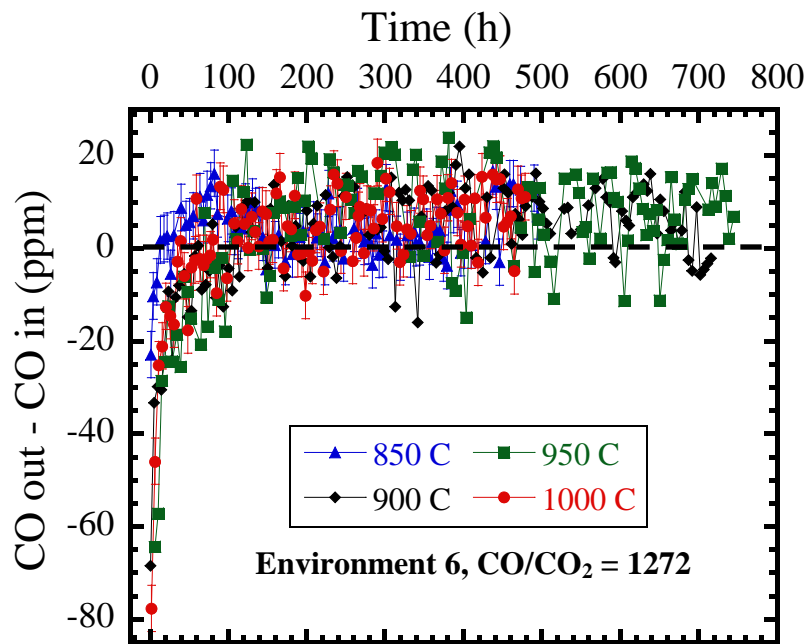 Time (h)
0 100 200 300 400 500 600 700 800
CO out - CO in (ppm)
20
0
-20
-40
-60
-80
850 C 950 C
900 C 1000 C
Environment 6, CO/CO₂ = 1272